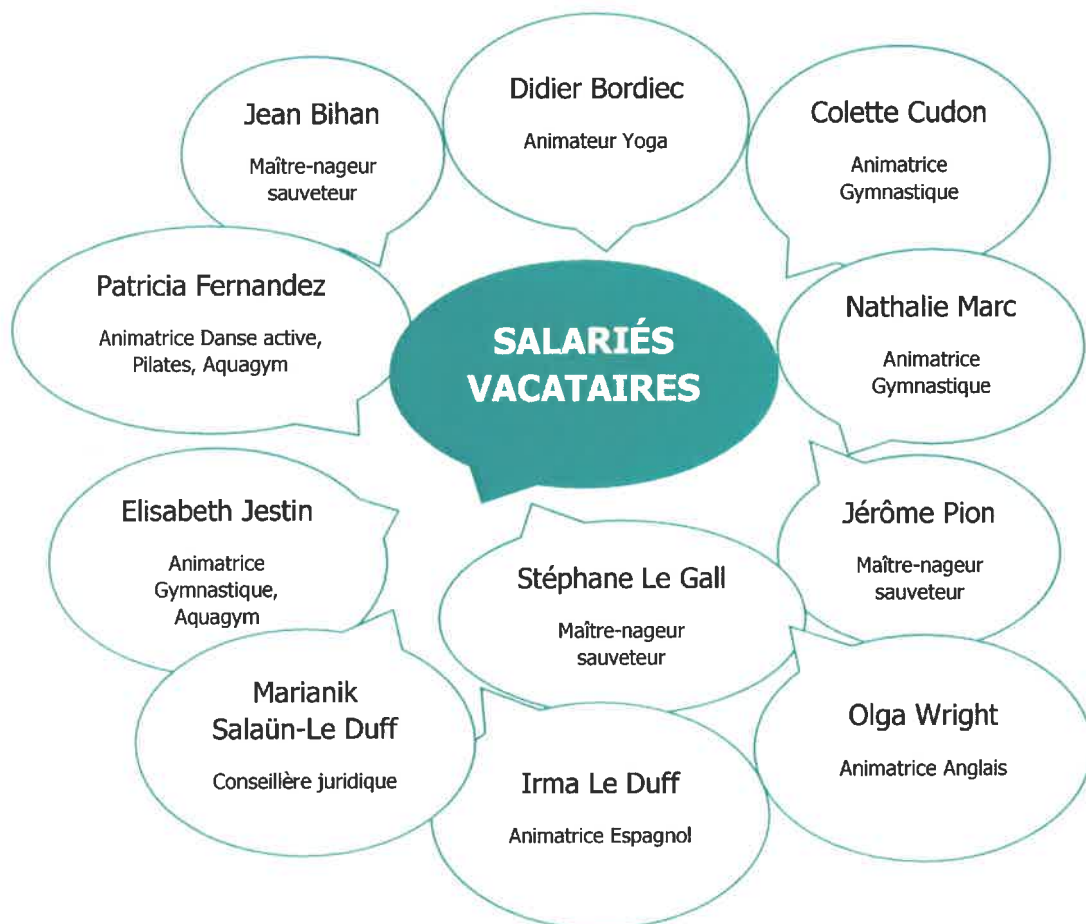 Jean Bihan
Maître-nageur
sauveteur
Didier Bordiec
Animateur Yoga
Colette Cudon
Animatrice
Gymnastique
Patricia Fernandez
Animatrice Danse active,
Pilates, Aquagym
SALARIÉS
VACATAIRES
Nathalie Marc
Animatrice
Gymnastique
Elisabeth Jestin
Animatrice
Gymnastique,
Aquagym
Stéphane Le Gall
Maître-nageur
sauveteur
Jérôme Pion
Maître-nageur
sauveteur
Marianik
Salaün-Le Duff
Conseillère juridique
Irma Le Duff
Animatrice Espagnol
Olga Wright
Animatrice Anglais